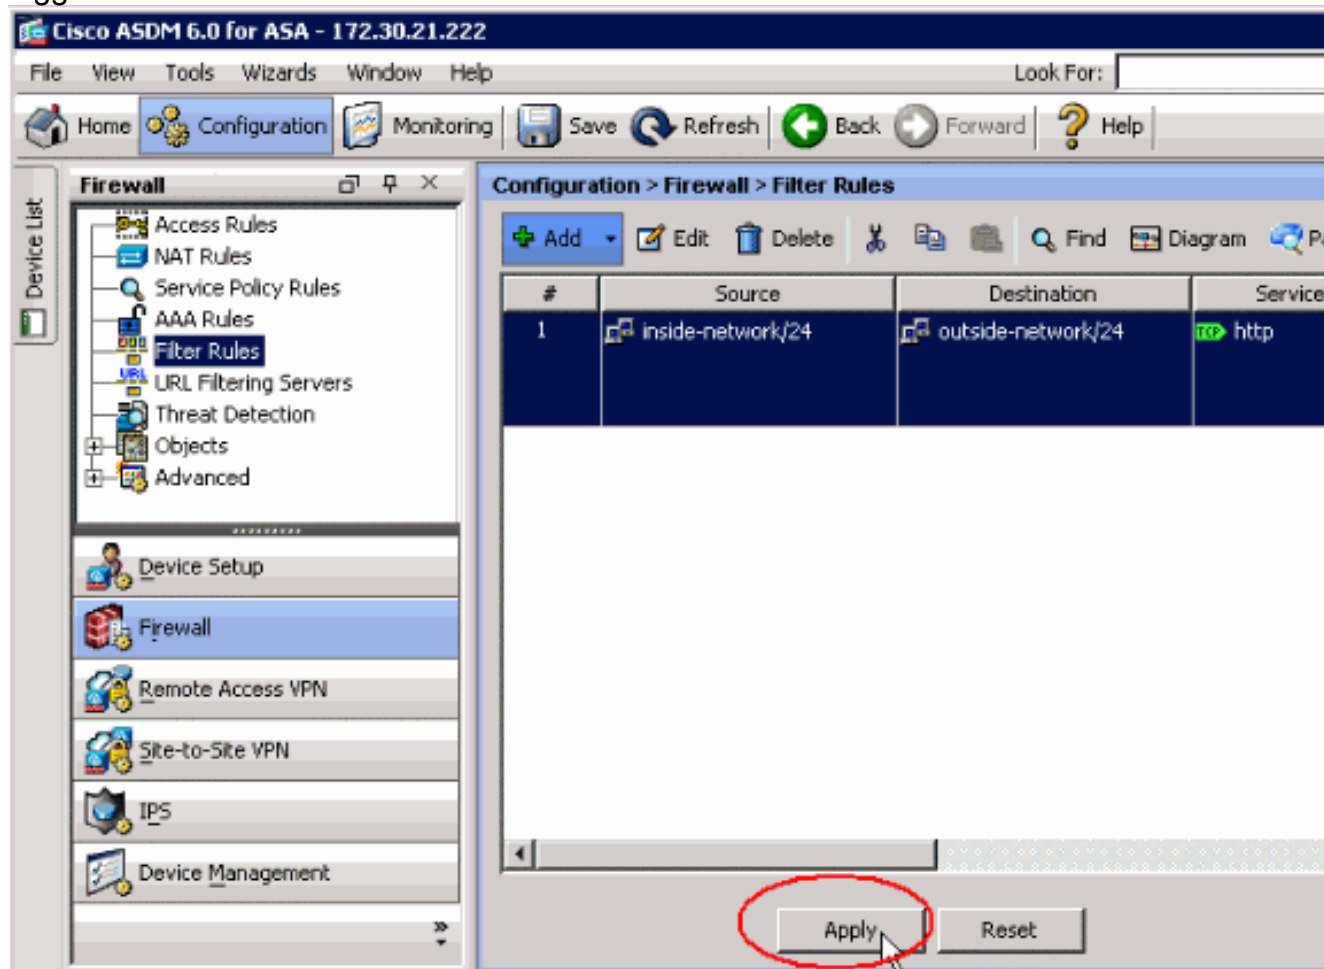 Cisco ASDM 6.0 for ASA - 172.30.21.222
File View Tools Wizards Window Help Look For:
Home Configuration Monitoring Save Refresh Back Forward Help
Device List
Firewall
Access Rules
NAT Rules
Service Policy Rules
AAA Rules
Filter Rules
URL Filtering Servers
Threat Detection
Objects
Advanced
Device Setup
Firewall
Remote Access VPN
Site-to-Site VPN
IPS
Device Management
Configuration > Firewall > Filter Rules
Add Edit Delete Find Diagram
# Source Destination Service
1 inside-network/24 outside-network/24 TCP http
Apply Reset